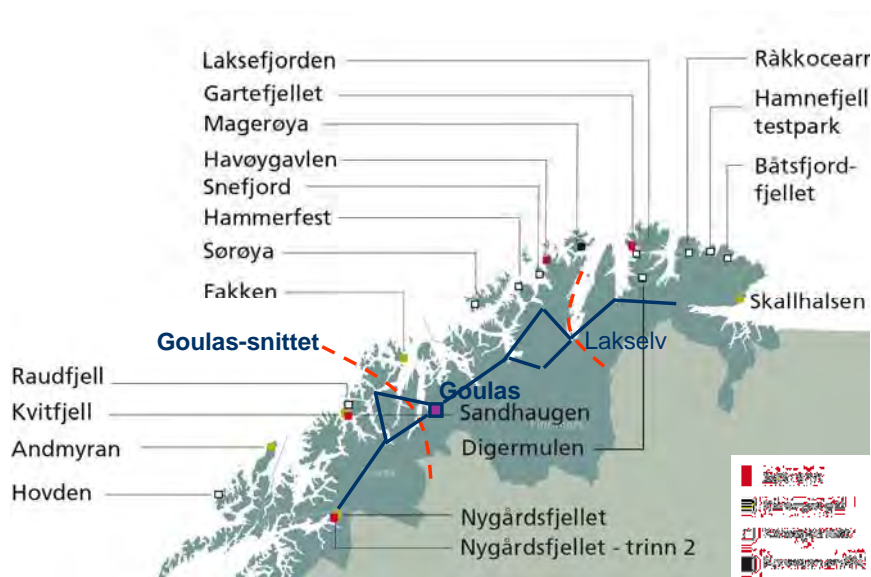 Laksefjorden
Gartefjellet
Magerøya
Havøygavlen
Snefjord
Hammerfest
Sørøya
Fakken
Goulas-snittet
Raudfjell
Kvitfjell
Andmyran
Hovden
Ràkkocearr
Hamnefjell
testpark
Båtsfjord-
fjellet
Skallhalsen
Lakselv
Goulas
Sandhaugen
Digermulen
Nygårdsfjellet
Nygårdsfjellet - trinn 2